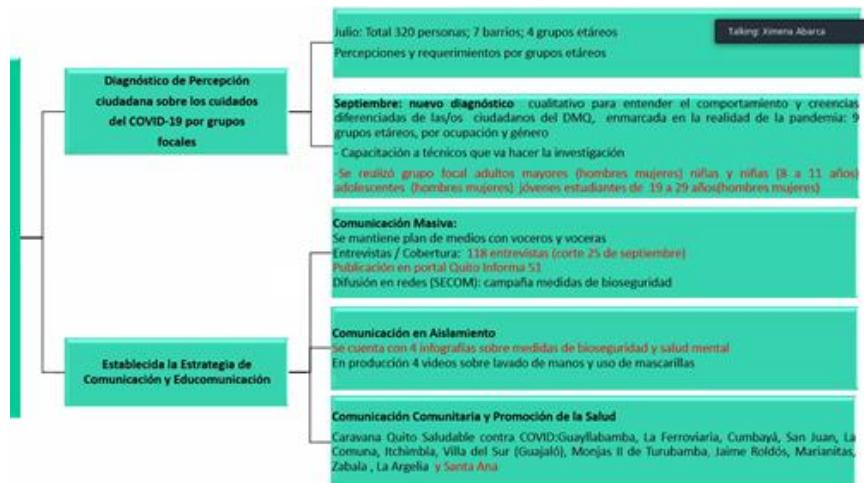 Julio: Total 320 personas; 7 barrios; 4 grupos etáreos
Percepciones y requerimientos por grupos etáreos
Talking: Ximena Abarca
Diagnóstico de Percepción
ciudadana sobre los cuidados
del COVID-19 por grupos
focales
Septiembre: nuevo diagnóstico cualitativo para entender el comportamiento y creencias
diferenciadas de las/os ciudadanos del DMQ, enmarcada en la realidad de la pandemia: 9
grupos etáreos, por ocupación y género
- Capacitación a técnicos que va hacer la investigación
-Se realizó grupo focal adultos mayores (hombres mujeres) niñas y niñas (8 a 11 años)
adolescentes (hombres mujeres) jóvenes estudiantes de 19 a 29 años(hombres mujeres)
Comunicación Masiva:
Se mantiene plan de medios con voceros y voceras
Entrevistas / Cobertura: 118 entrevistas (corte 25 de septiembre)
Publicación en portal Quito Informa 51
Difusión en redes (SECOM): campaña medidas de bioseguridad
Establecida la Estrategia de
Comunicación y Educomunicación
Comunicación en Aislamiento
Se cuenta con 4 infografías sobre medidas de bioseguridad y salud mental
En producción 4 videos sobre lavado de manos y uso de mascarillas
Comunicación Comunitaria y Promoción de la Salud
Caravana Quito Saludable contra COVID:Guayllabamba, La Ferroviaria, Cumbayá, San Juan, La
Comuna, Itchimbía, Villa del Sur (Guajaló), Monjas II de Turubamba, Jaime Roldós, Marianitas,
Zabala , La Argelia y Santa Ana